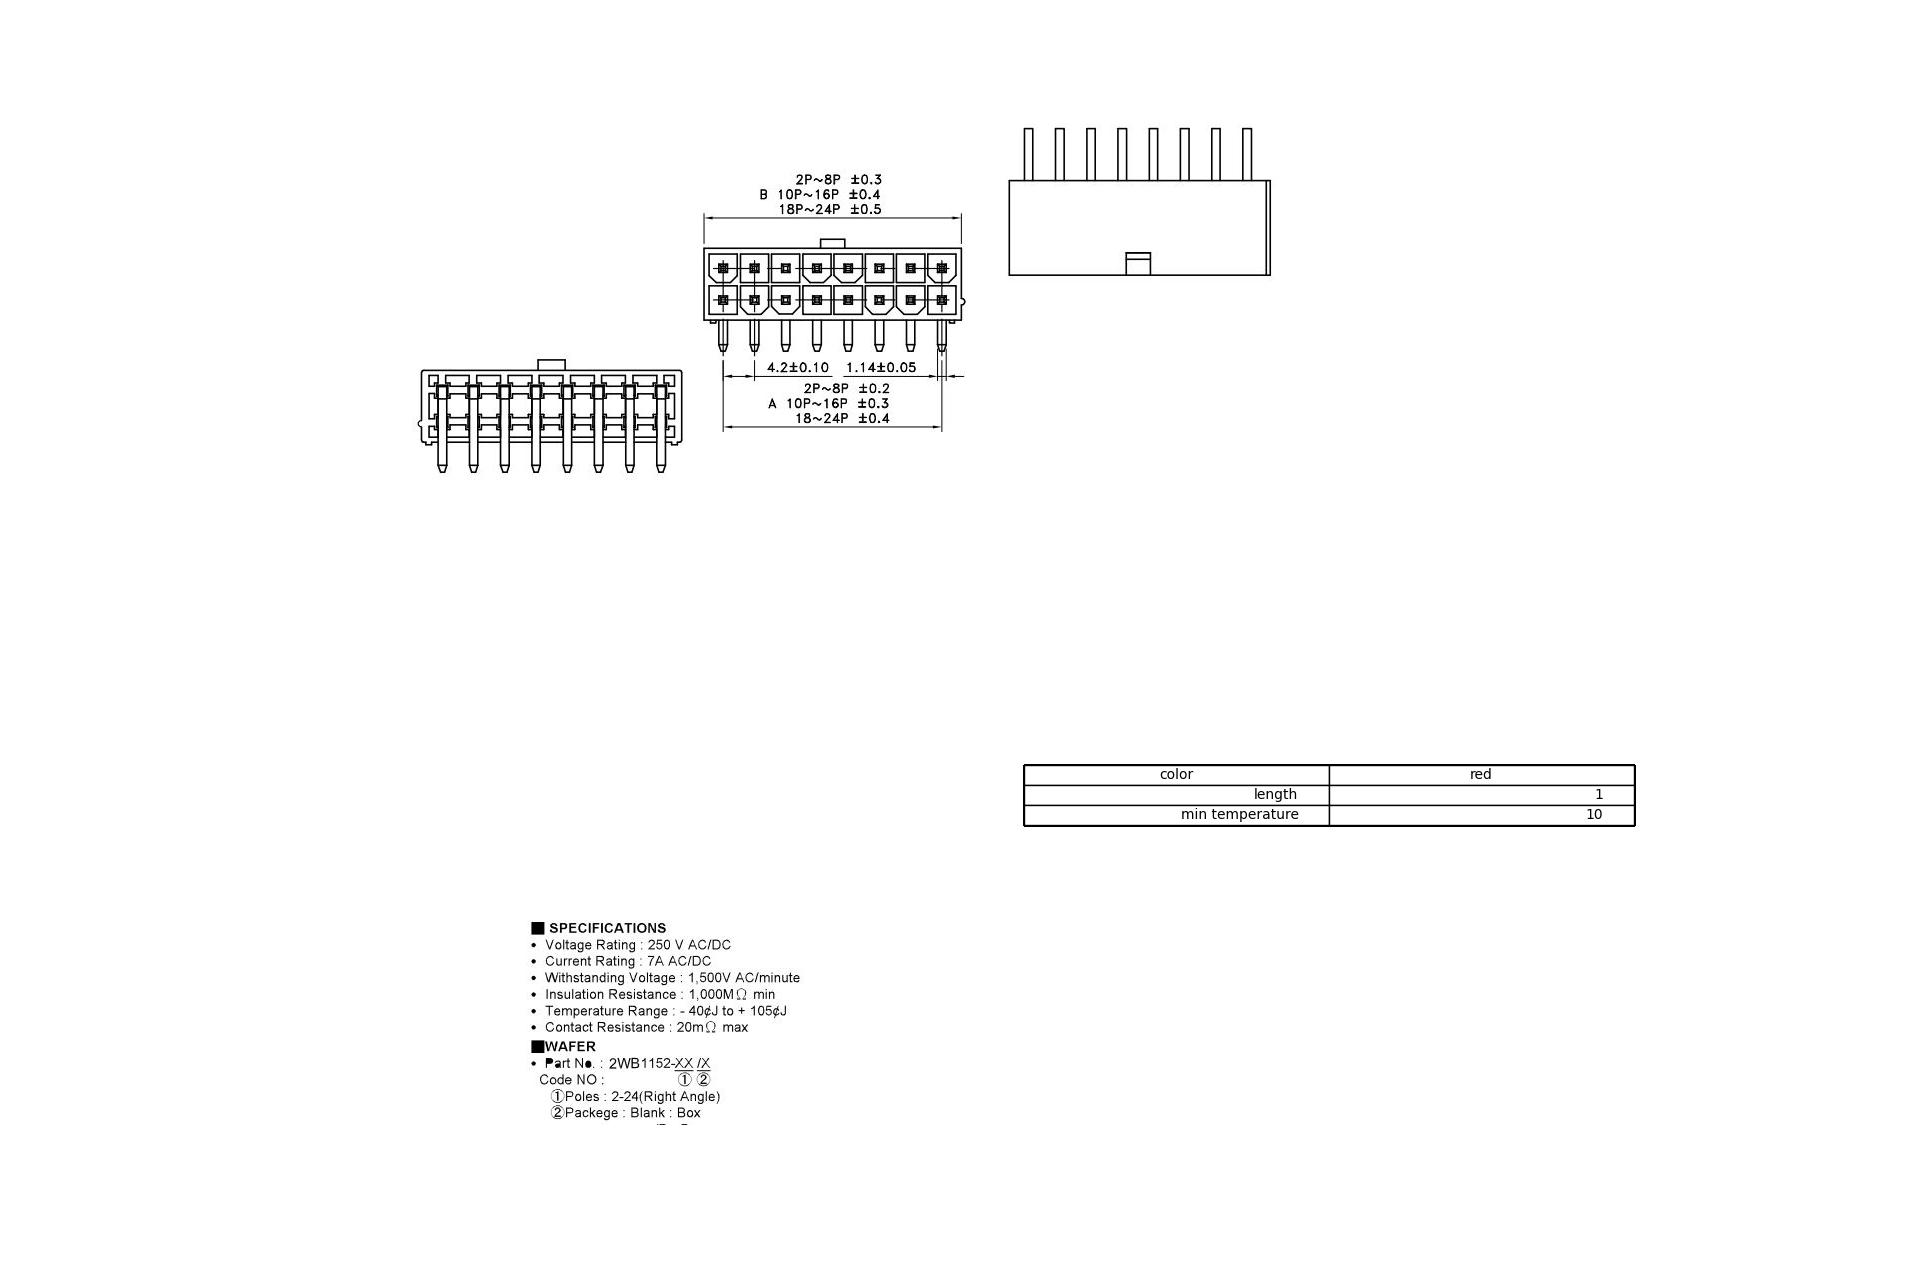 2P~8P ±0.3
B 10P~16P ±0.4
18P~24P ±0.5
4.2±0.10 1.14±0.05
2P~8P ±0.2
A 10P~16P ±0.3
18~24P ±0.4
color red
length 1
min temperature 10
■ SPECIFICATIONS
• Voltage Rating : 250 V AC/DC
• Current Rating : 7A AC/DC
• Withstanding Voltage : 1,500V AC/minute
• Insulation Resistance : 1,000MΩ min
• Temperature Range : - 40¢J to + 105¢J
• Contact Resistance : 20mΩ max
■WAFER
• Part No. : 2WB1152-XX /X
Code NO : ① ②
①Poles : 2-24(Right Angle)
②Packege : Blank : Box